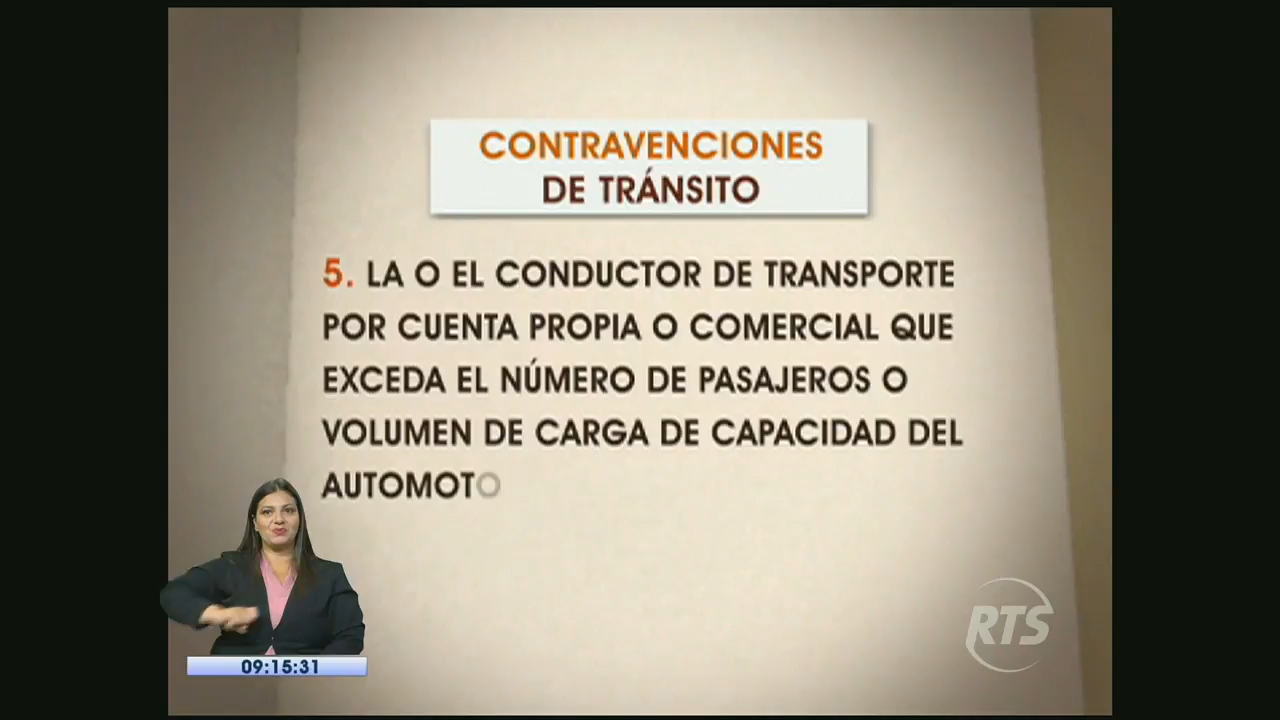 CONTRAVENCIONES
DE TRÁNSITO
5. LA O EL CONDUCTOR DE TRANSPORTE
POR CUENTA PROPIA O COMERCIAL QUE
EXCEDA EL NÚMERO DE PASAJEROS O
VOLUMEN DE CARGA DE CAPACIDAD DEL
AUTOMOTO
RTS
09:15:31